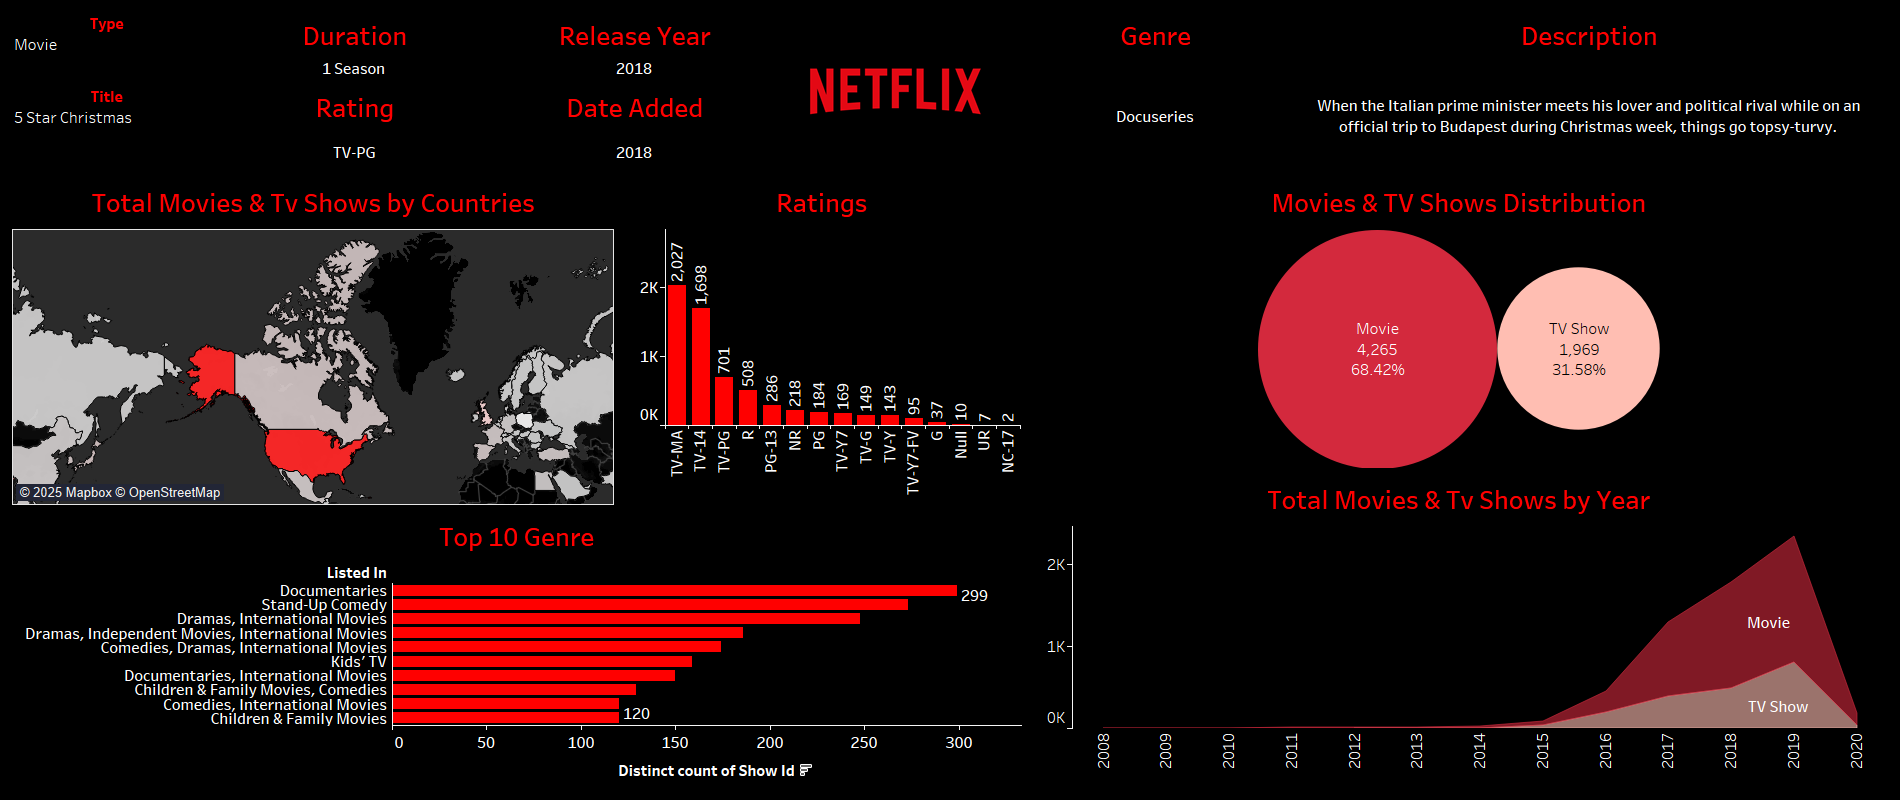 Type
Movie
Title
5 Star Christmas
Duration
1 Season
Rating
TV-PG
Release Year
2018
Date Added
2018
NETFLIX
Genre
Docuseries
Description
When the Italian prime minister meets his lover and political rival while on an
official trip to Budapest during Christmas week, things go topsy-turvy.
Total Movies & Tv Shows by Countries
© 2025 Mapbox © OpenStreetMap
Ratings
2K
1K
0K
2,027
1,698
701
508
286
218
184
169
149
143
95
37
10
7
2
TV-MA
TV-14
TV-PG
R
PG-13
NR
PG
TV-Y7
TV-G
TV-Y
TV-Y7-FV
G
Null
UR
NC-17
Movies & TV Shows Distribution
Movie
4,265
68.42%
TV Show
1,969
31.58%
Top 10 Genre
Listed In
Documentaries
299
Stand-Up Comedy
Dramas, International Movies
Dramas, Independent Movies, International Movies
Comedies, Dramas, International Movies
Kids' TV
Documentaries, International Movies
Children & Family Movies, Comedies
Comedies, International Movies
Children & Family Movies
120
0
50
100
150
200
250
300
Distinct count of Show Id
Total Movies & Tv Shows by Year
2K
1K
0K
Movie
TV Show
2008
2009
2010
2011
2012
2013
2014
2015
2016
2017
2018
2019
2020